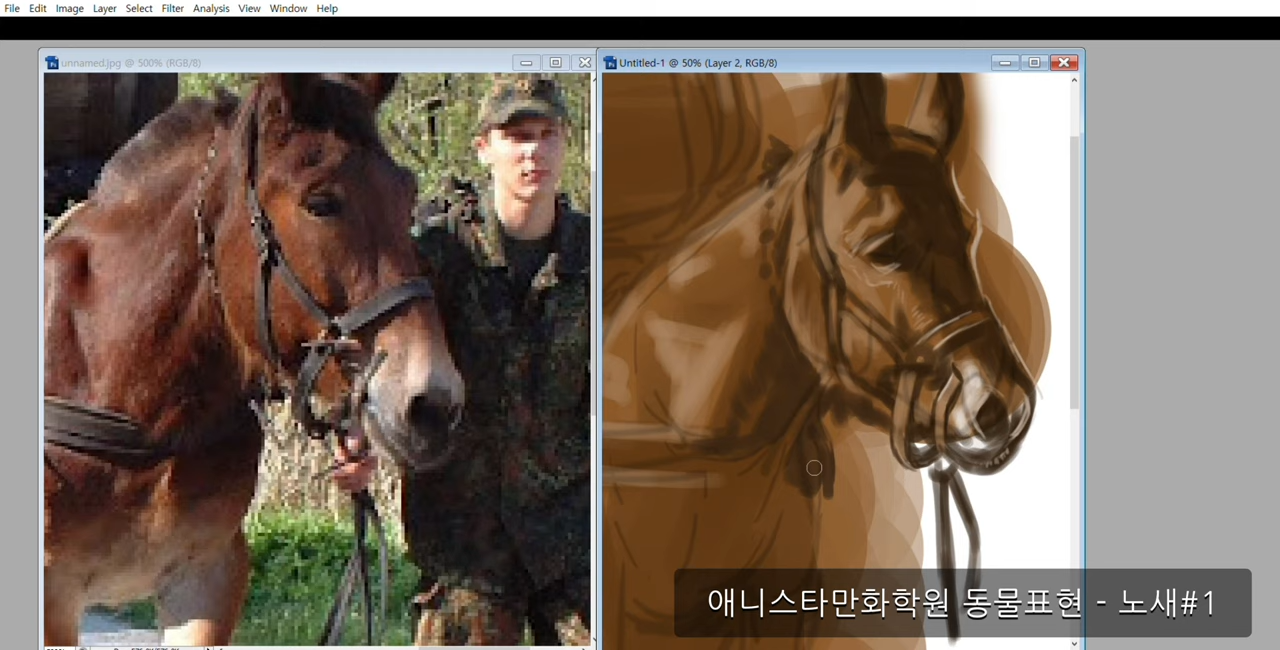 File Edit Image Layer Select Filter Analysis View Window Help
unnamed.jpg @ 500% (RGB/8)
Untitled-1 @ 50% (Layer 2, RGB/8)
애니스타만화학원 동물표현 - 노새#1